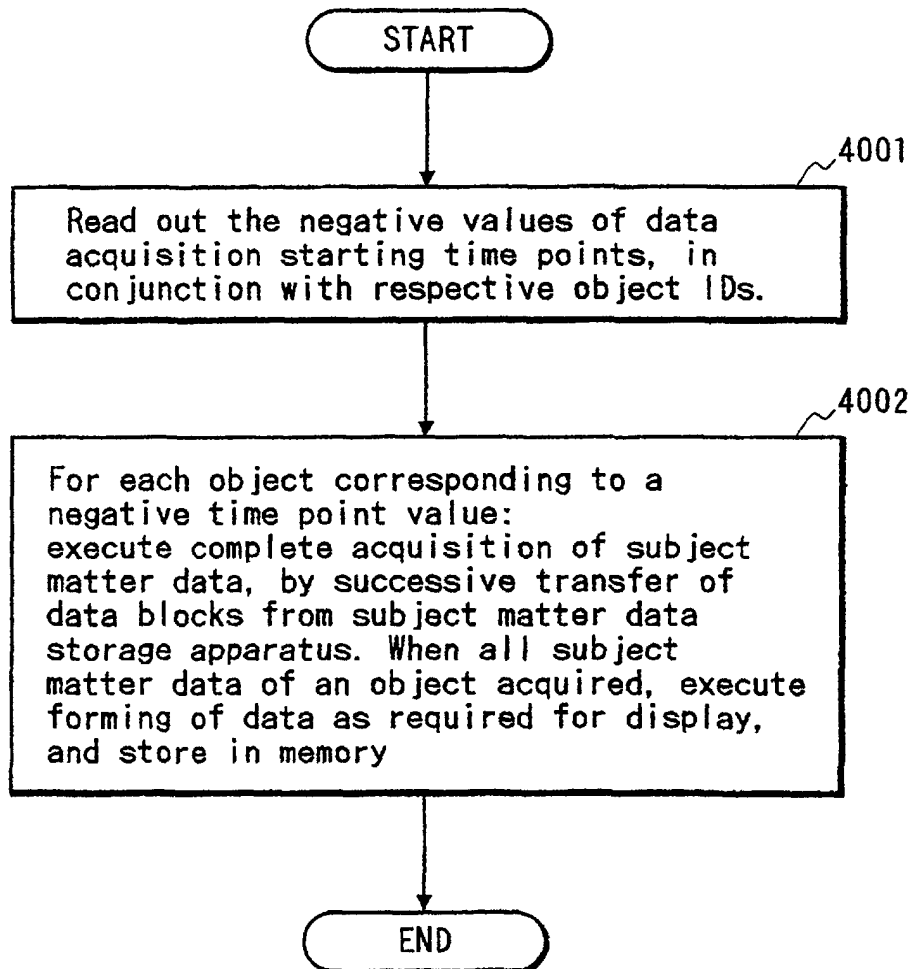 START
4001
Read out the negative values of data
acquisition starting time points, in
conjunction with respective object IDs.
4002
For each object corresponding to a
negative time point value:
execute complete acquisition of subject
matter data, by successive transfer of
data blocks from subject matter data
storage apparatus. When all subject
matter data of an object acquired, execute
forming of data as required for display,
and store in memory
END